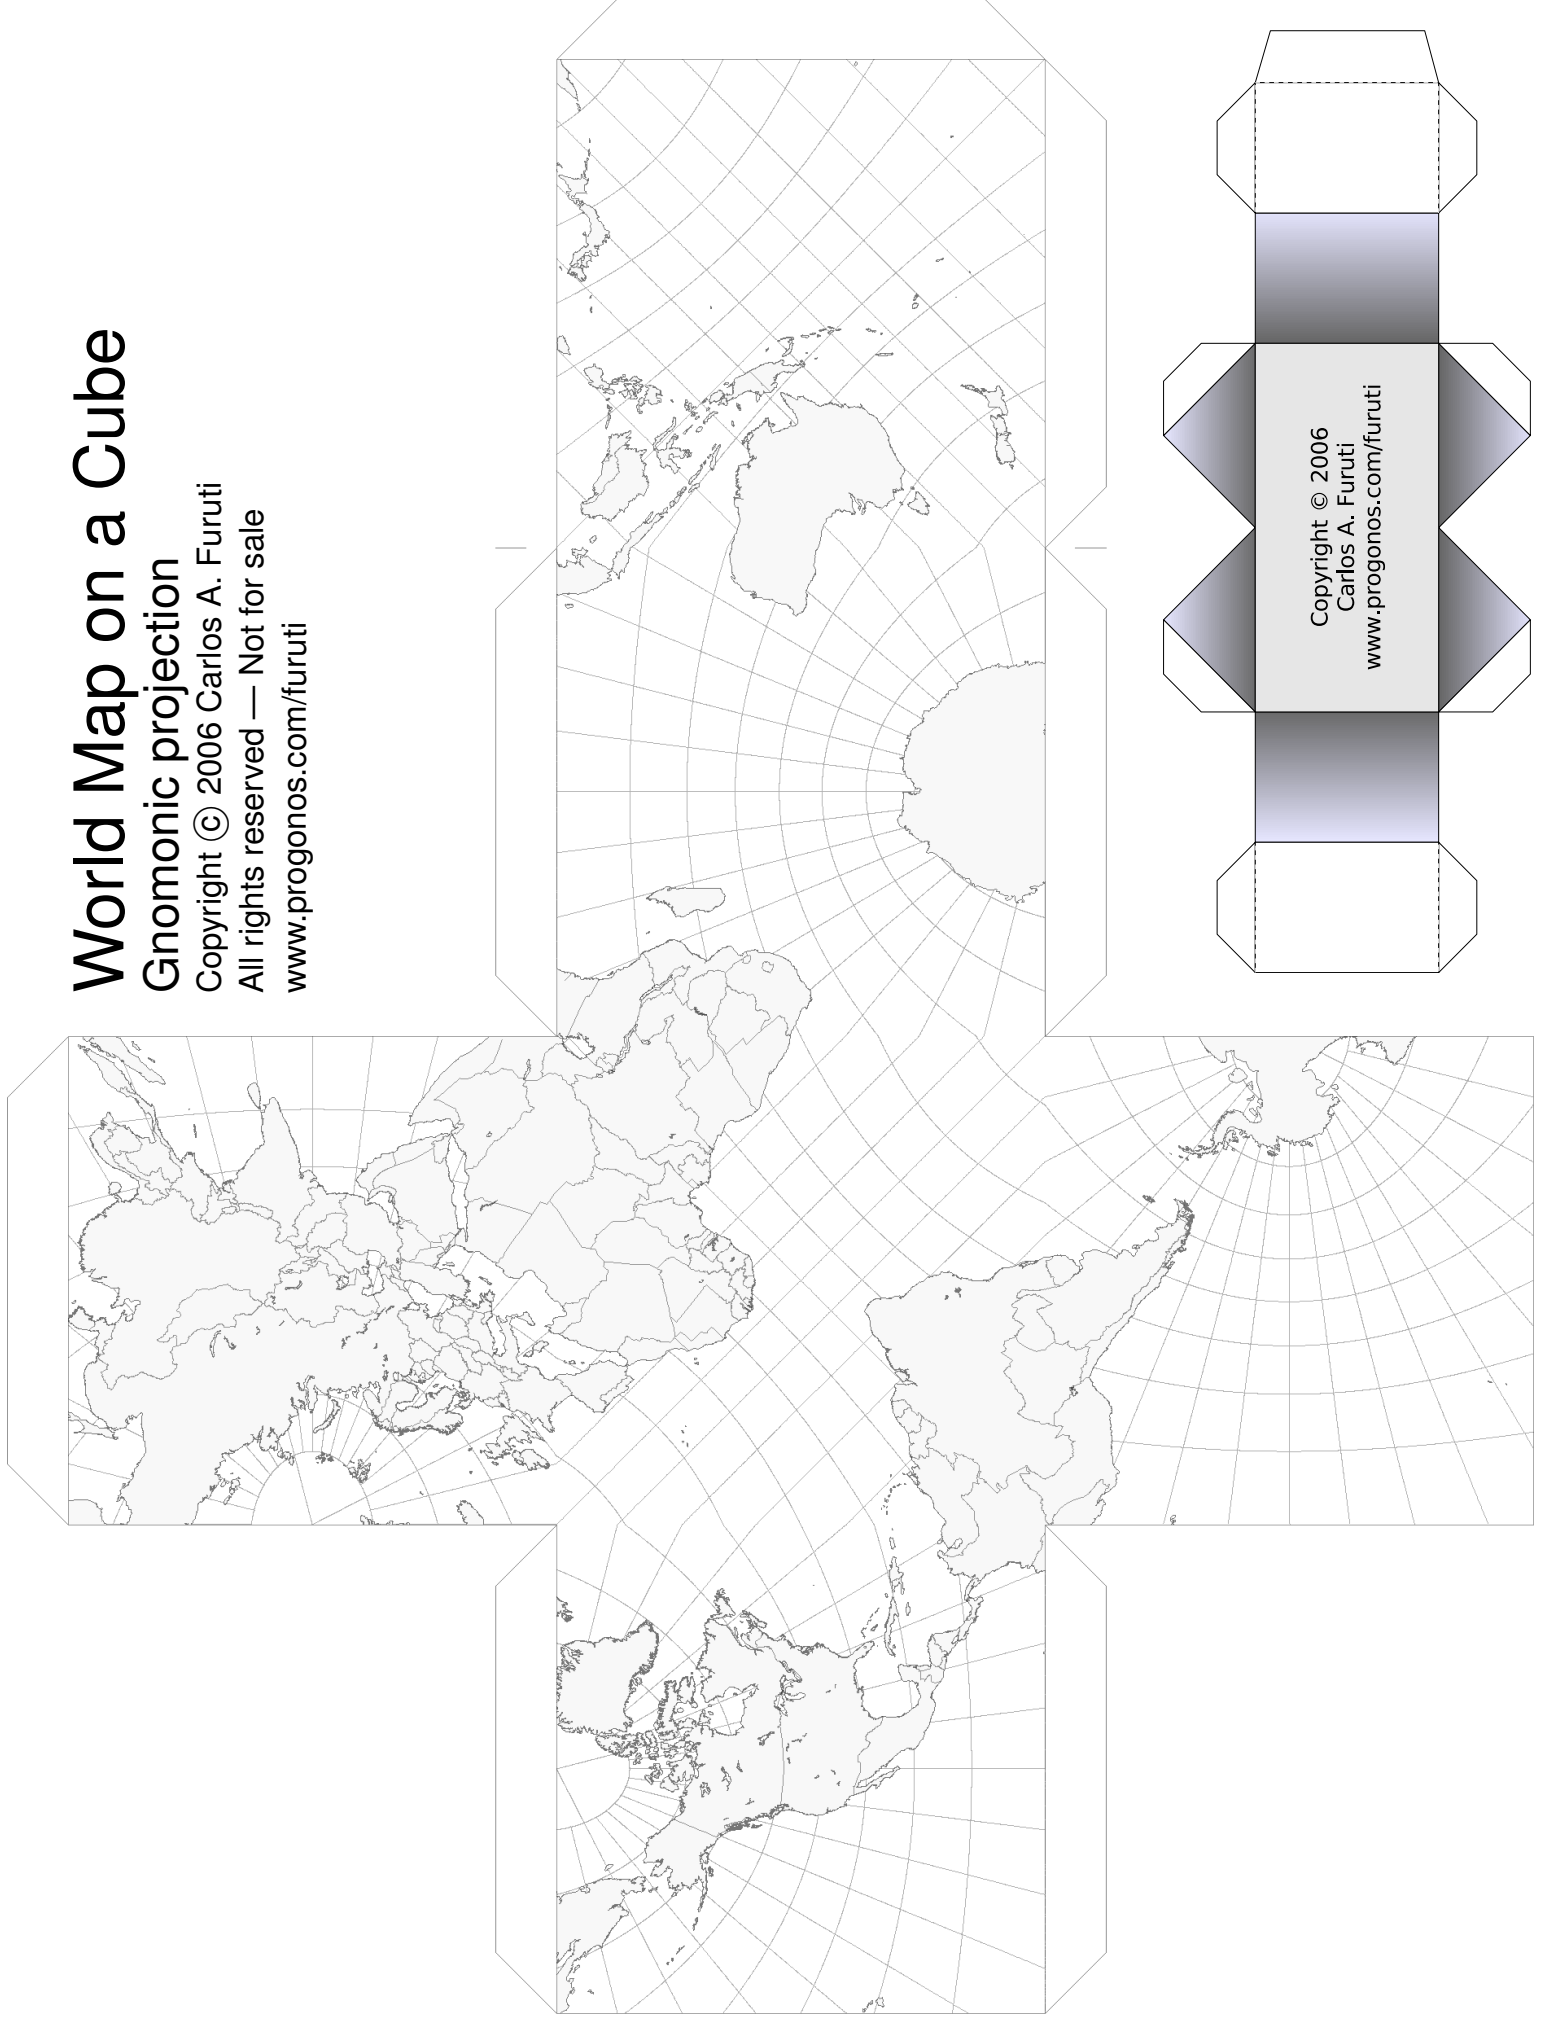 World Map on a Cube
Gnomonic projection
Copyright © 2006 Carlos A. Furuti
All rights reserved — Not for sale
www.progonos.com/furuti
Copyright © 2006
Carlos A. Furuti
www.progonos.com/furuti